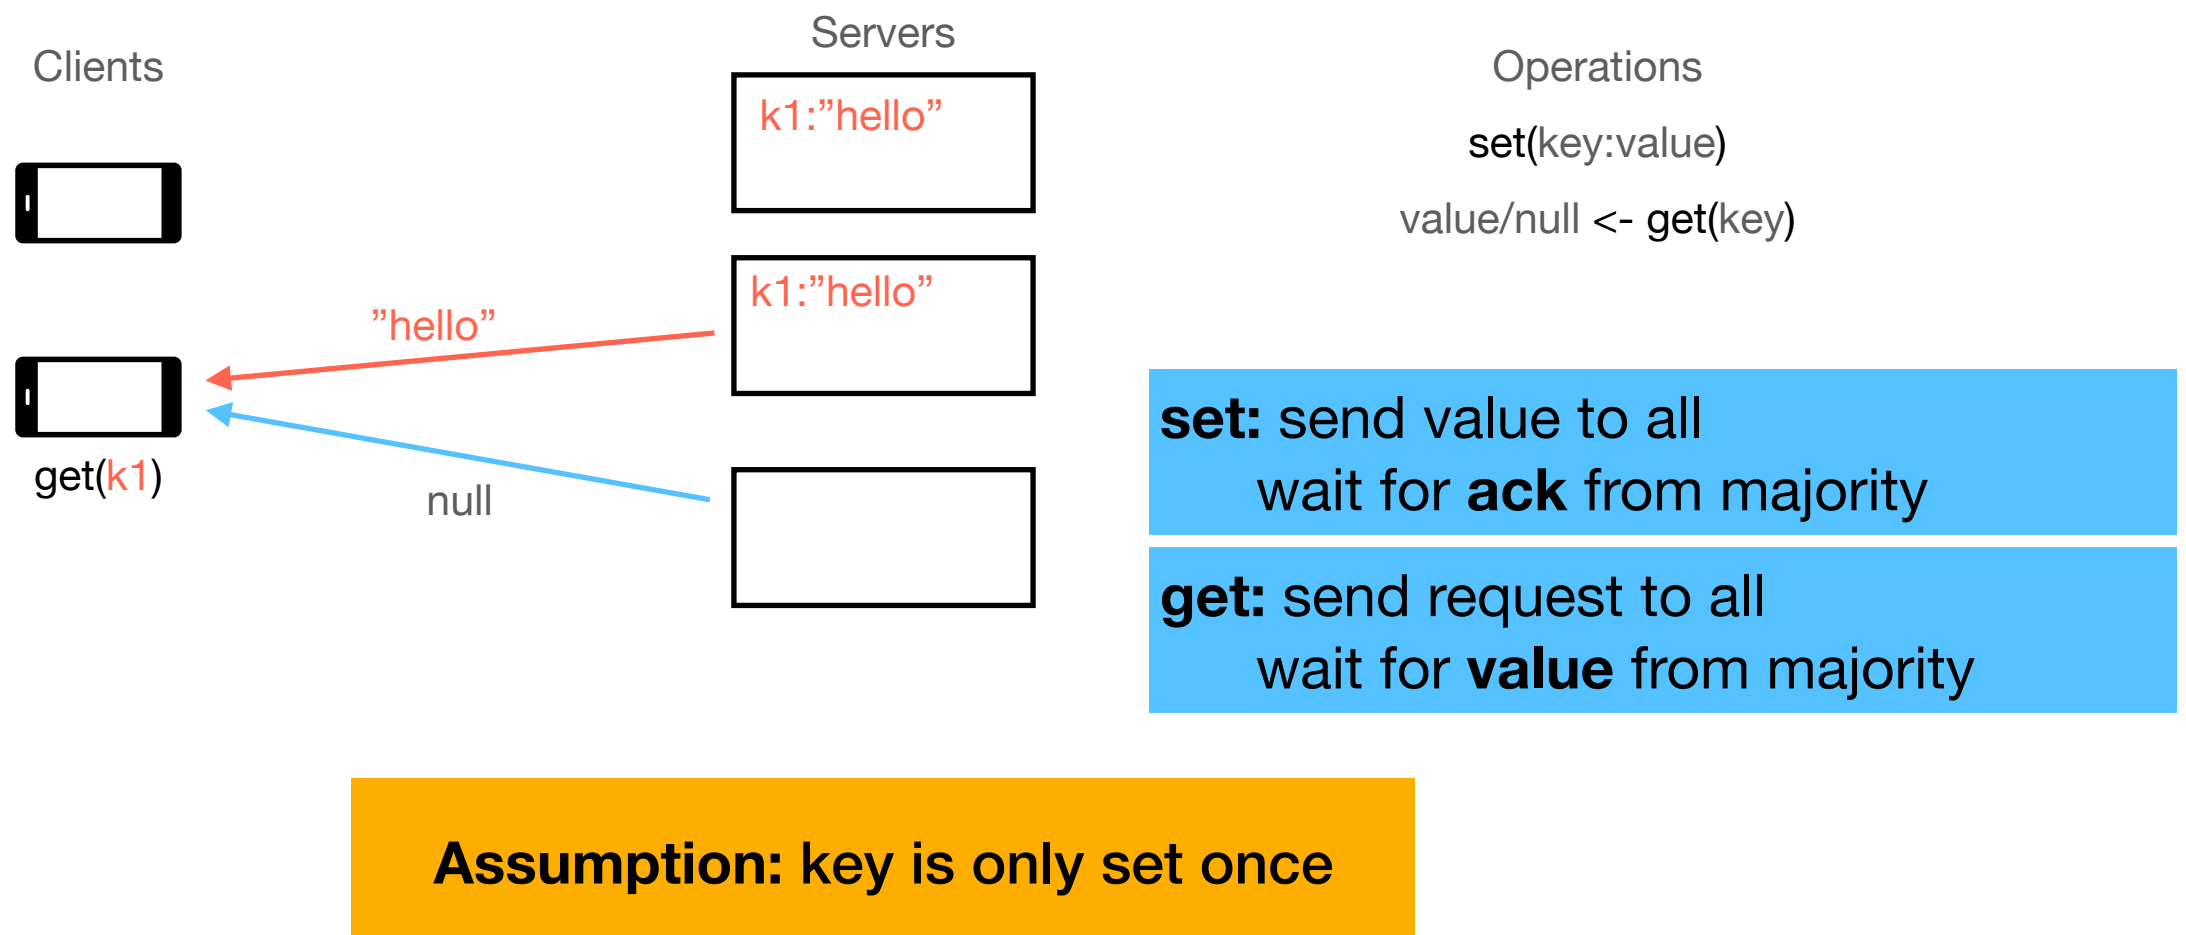 Clients
Servers
Operations
k1:”hello”
set(key:value)
value/null <- get(key)
k1:”hello”
”hello”
get(k1)
null
set: send value to all
wait for ack from majority
get: send request to all
wait for value from majority
Assumption: key is only set once